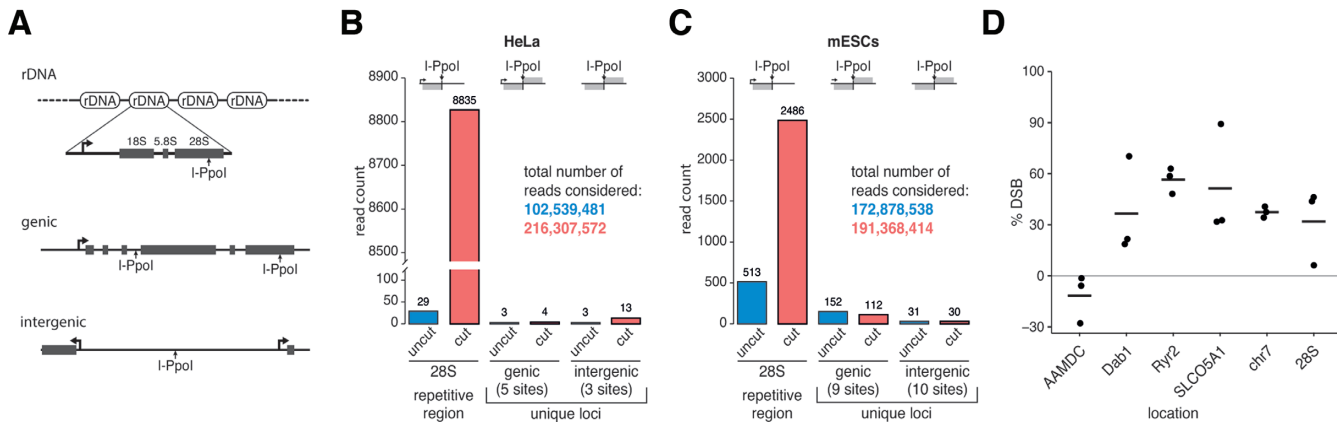 A
rDNA
rDNA rDNA rDNA rDNA
18S 5.8S 28S
I-PpoI
genic
I-PpoI I-PpoI
intergenic
I-PpoI
B
HeLa
I-PpoI I-PpoI I-PpoI
read count
8900
8800
8700
8600
8500
100
50
0
29
8835
3
4
3
13
total number of
reads considered:
102,539,481
216,307,572
uncut cut uncut cut uncut cut
28S genic intergenic
(5 sites) (3 sites)
repetitive
region
unique loci
C
mESCs
I-PpoI I-PpoI I-PpoI
read count
3000
2500
2000
1500
1000
500
0
513
2486
152
112
31
30
total number of
reads considered:
172,878,538
191,368,414
uncut cut uncut cut uncut cut
28S genic intergenic
(9 sites) (10 sites)
repetitive
region
unique loci
D
% DSB
100
60
30
0
−30
AAMDC
Dab1
Ryr2
SLCO5A1
chr7
28S
location